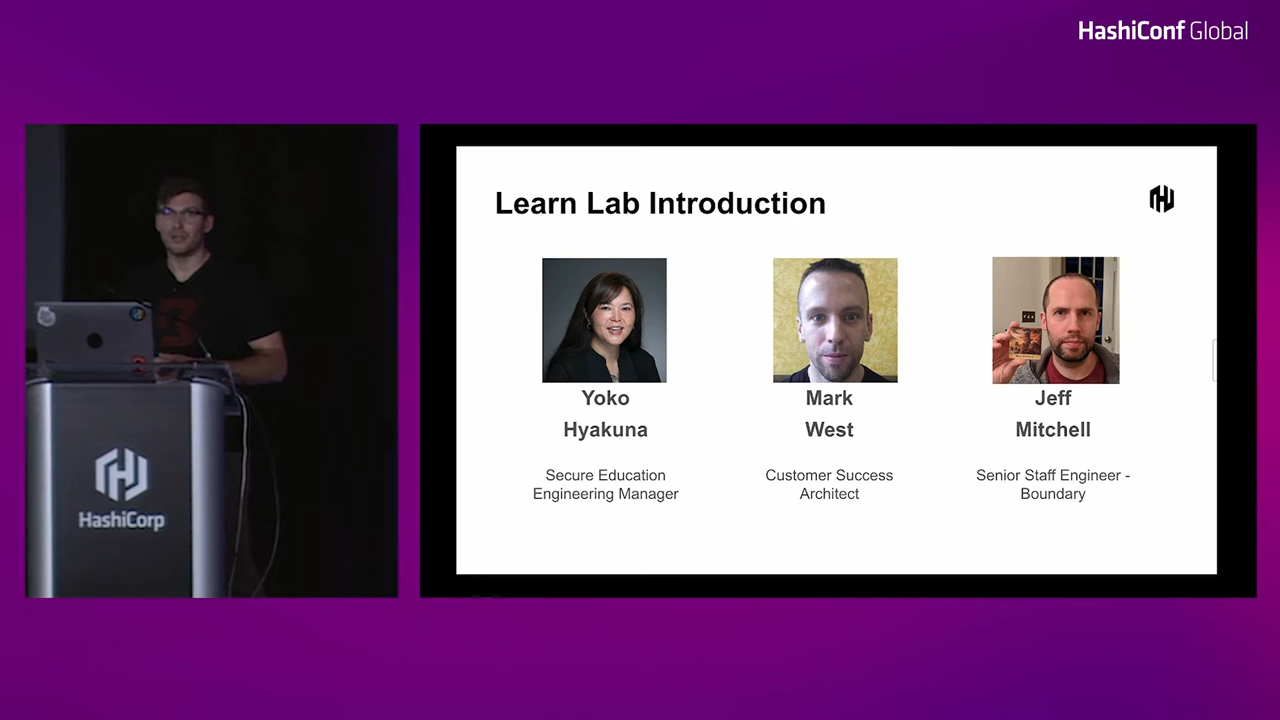 HashiConf Global
Learn Lab Introduction
Yoko
Hyakuna
Secure Education
Engineering Manager
Mark
West
Customer Success
Architect
Jeff
Mitchell
Senior Staff Engineer -
Boundary
HashiCorp